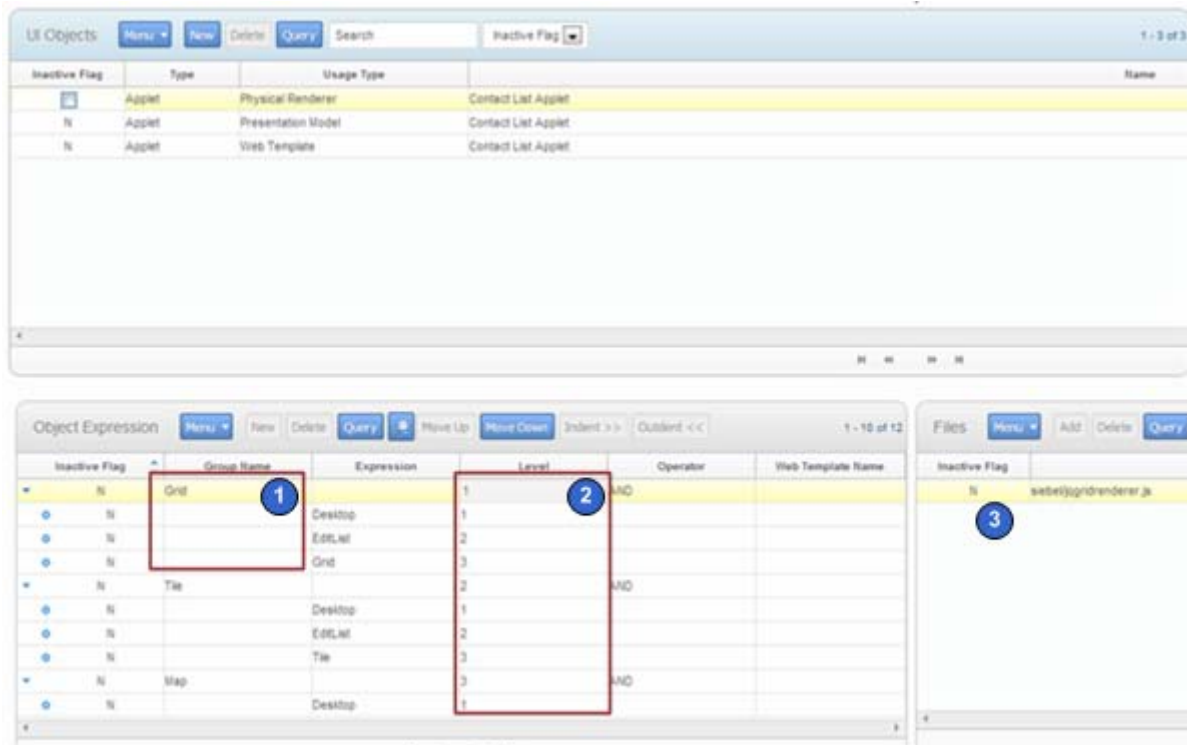 UI Objects Menu New Delete Query Search Inactive Flag 1 - 3 of 3
Inactive Flag Type Usage Type Name
Applet Physical Renderer Contact List Applet
N Applet Presentation Model Contact List Applet
N Applet Web Template Contact List Applet
Object Expression Menu New Delete Query Move Up Move Down Indent >> Outdent << 1 - 10 of 12
Files Menu Add Delete Query
Inactive Flag Group Name Expression Level Operator Web Template Name
Inactive Flag
N Grid 1 1 2 AND
N siebel/jqgridrenderer.js
3
N Desktop 1
N EditList 2
N Grid 3
N Tile 2 AND
N Desktop 1
N EditList 2
N Tile 3
N Map 3 AND
N Desktop 1